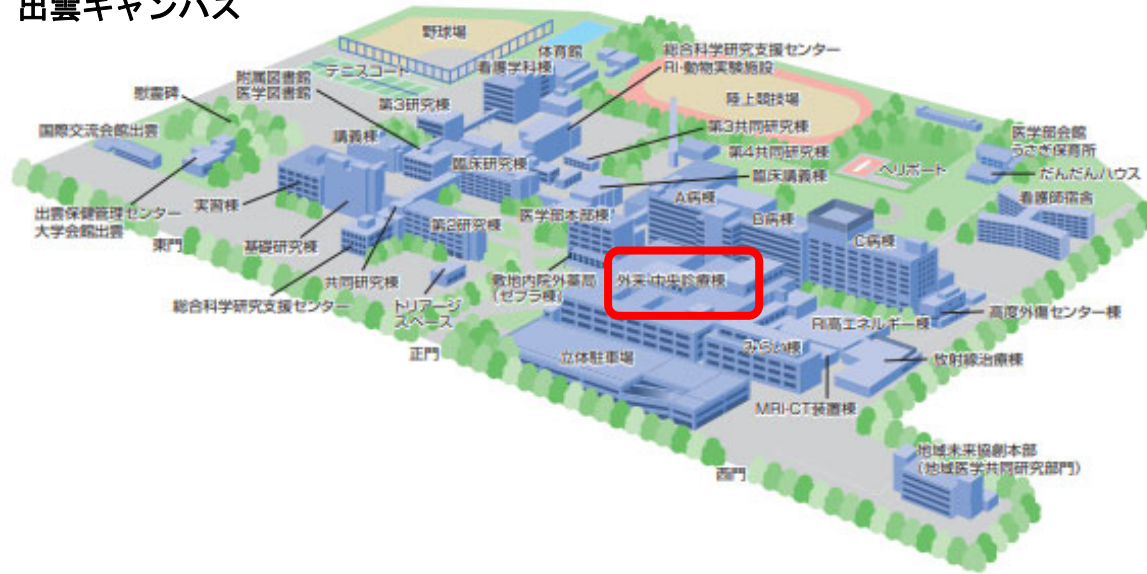 出雲キャンパス
野球場
体育館
総合科学研究支援センター
RI・動物実験施設
テニスコート
看護学科棟
附属図書館
医学図書館
慰霊碑
第3研究棟
陸上競技場
国際交流会館出雲
講義棟
第3共同研究棟
医学部会館
うさぎ保育所
臨床研究棟
第4共同研究棟
ヘリポート
だんだんハウス
臨床講義棟
A病棟
看護師宿舎
出雲保健管理センター
大学会館出雲
実習棟
医学部本部棟
B病棟
東門
基礎研究棟
第2研究棟
C病棟
共同研究棟
敷地内院外薬局
(ゼブラ棟)
外来・中央診療棟
総合科学研究支援センター
トリアージ
スペース
高度外傷センター棟
RI高エネルギー棟
正門
立体駐車場
みらい棟
放射線治療棟
MRI-CT装置棟
地域未来協創本部
(地域医学共同研究部門)
西門